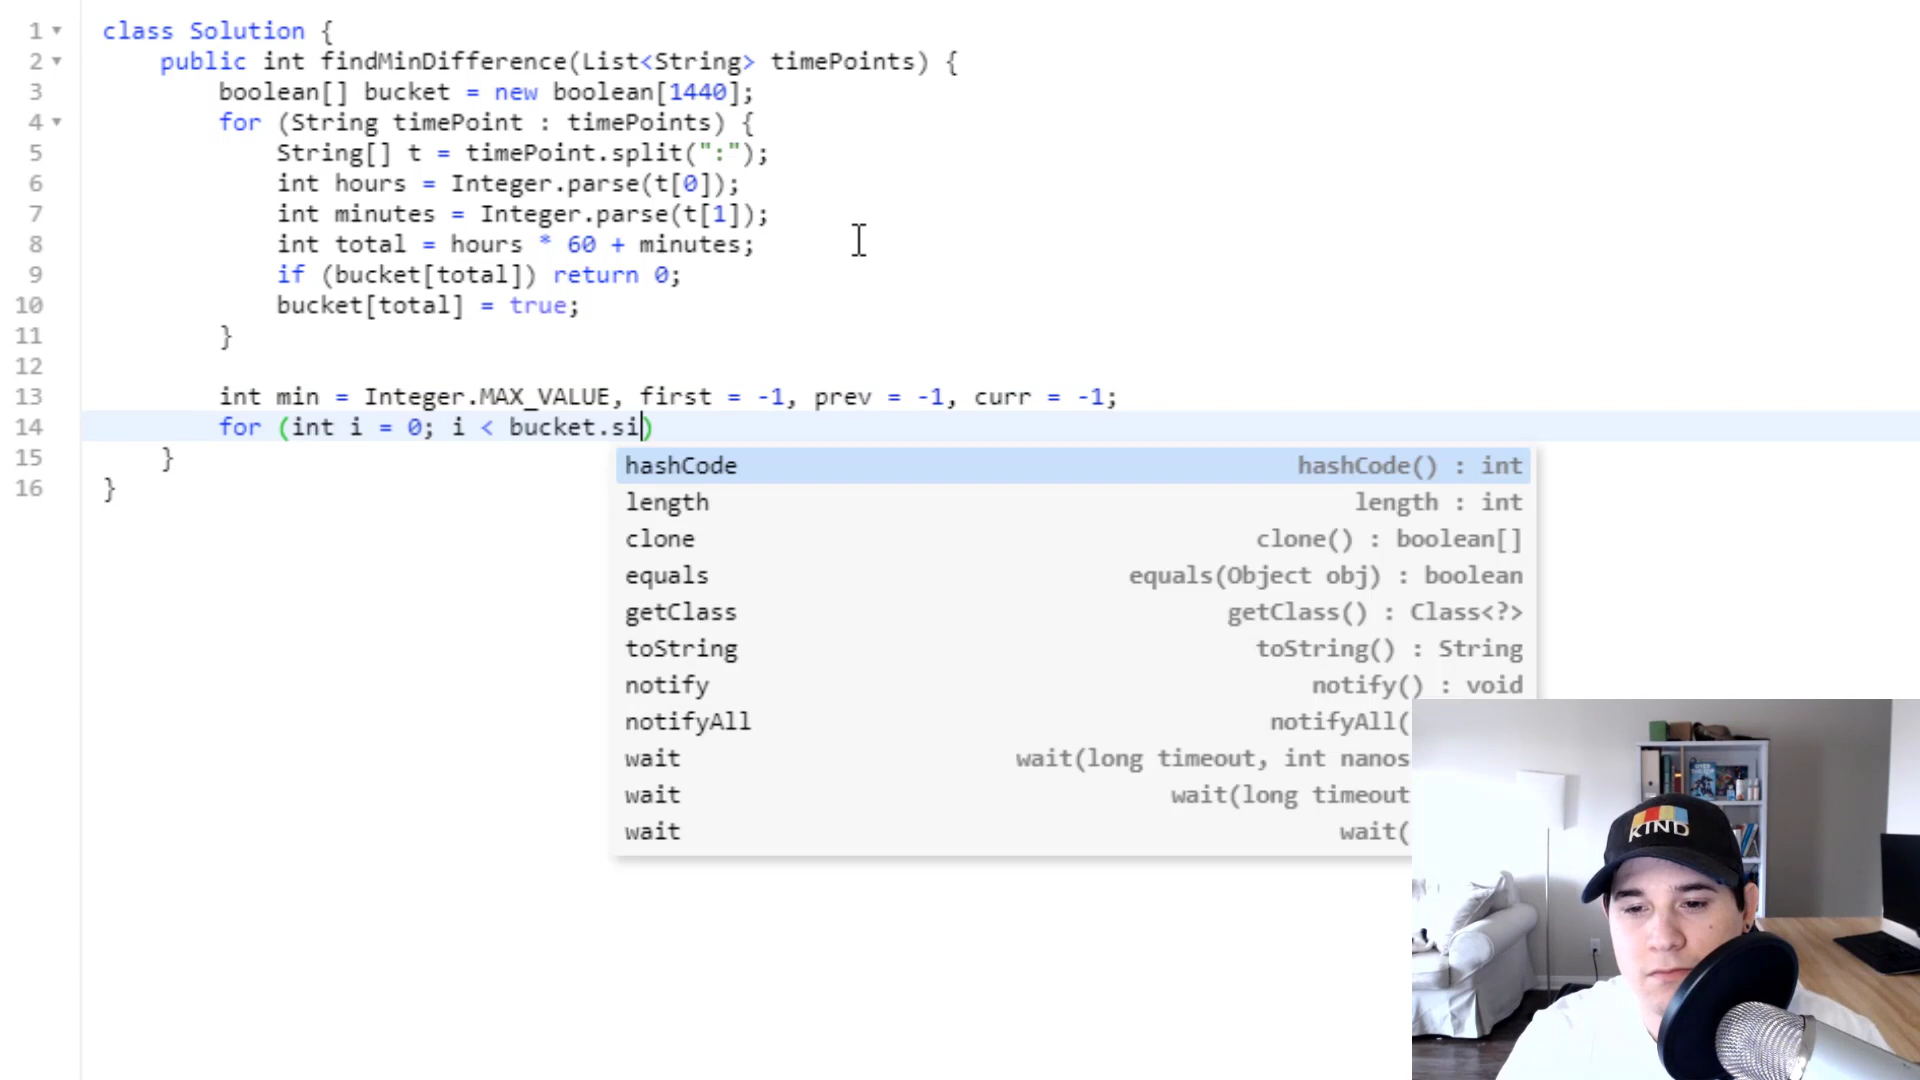 1 class Solution {
2 public int findMinDifference(List<String> timePoints) {
3 boolean[] bucket = new boolean[1440];
4 for (String timePoint : timePoints) {
5 String[] t = timePoint.split(":");
6 int hours = Integer.parse(t[0]);
7 int minutes = Integer.parse(t[1]);
8 int total = hours * 60 + minutes;
9 if (bucket[total]) return 0;
10 bucket[total] = true;
11 }
12
13 int min = Integer.MAX_VALUE, first = -1, prev = -1, curr = -1;
14 for (int i = 0; i < bucket.si)
15 }
16 }
hashCode hashCode() : int
length length : int
clone clone() : boolean[]
equals equals(Object obj) : boolean
getClass getClass() : Class<?>
toString toString() : String
notify notify() : void
notifyAll notifyAll(
wait wait(long timeout, int nanos
wait wait(long timeout
wait wait(
KIND